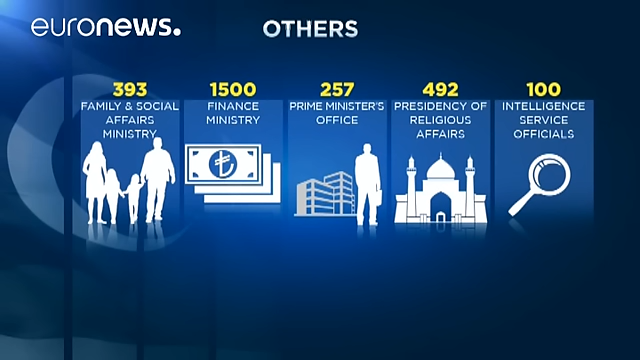 euronews.
OTHERS
393
FAMILY & SOCIAL
AFFAIRS
MINISTRY
1500
FINANCE
MINISTRY
257
PRIME MINISTER'S
OFFICE
492
PRESIDENCY OF
RELIGIOUS
AFFAIRS
100
INTELLIGENCE
SERVICE
OFFICIALS